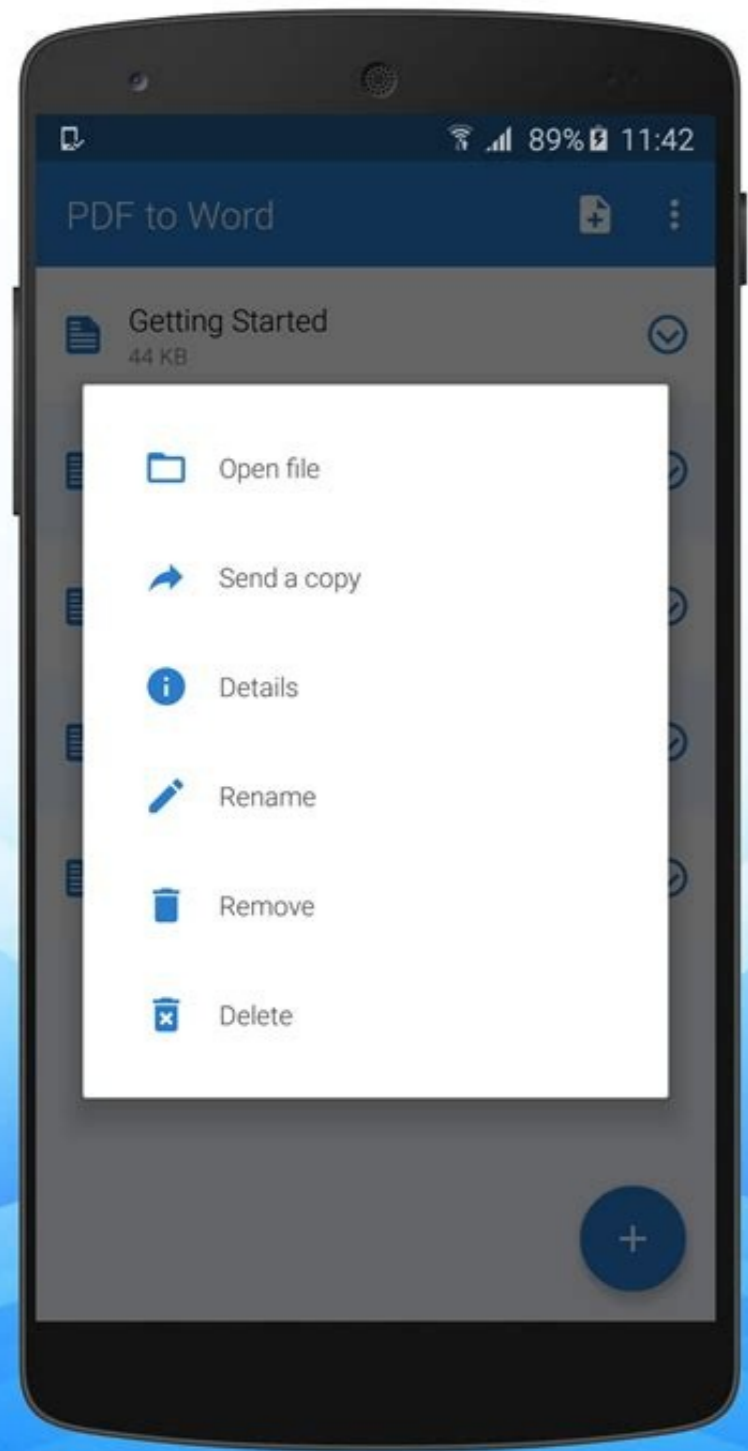 89% 11:42
PDF to Word
Getting Started
44 KB
Open file
Send a copy
Details
Rename
Remove
Delete